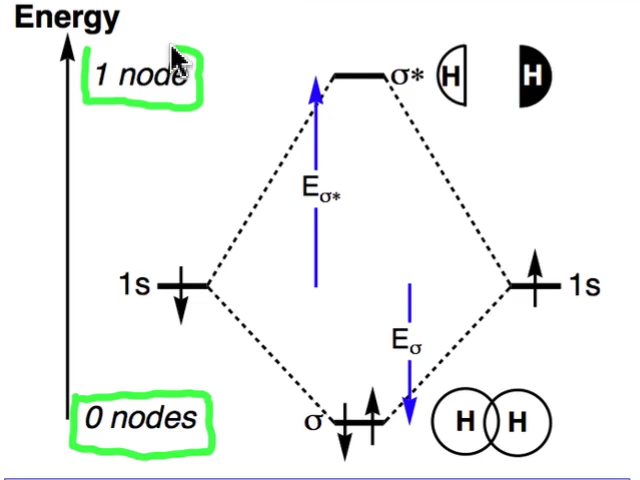 Energy
1 node
σ* H H
Eσ*
1s 1s
Eσ
0 nodes
σ H H